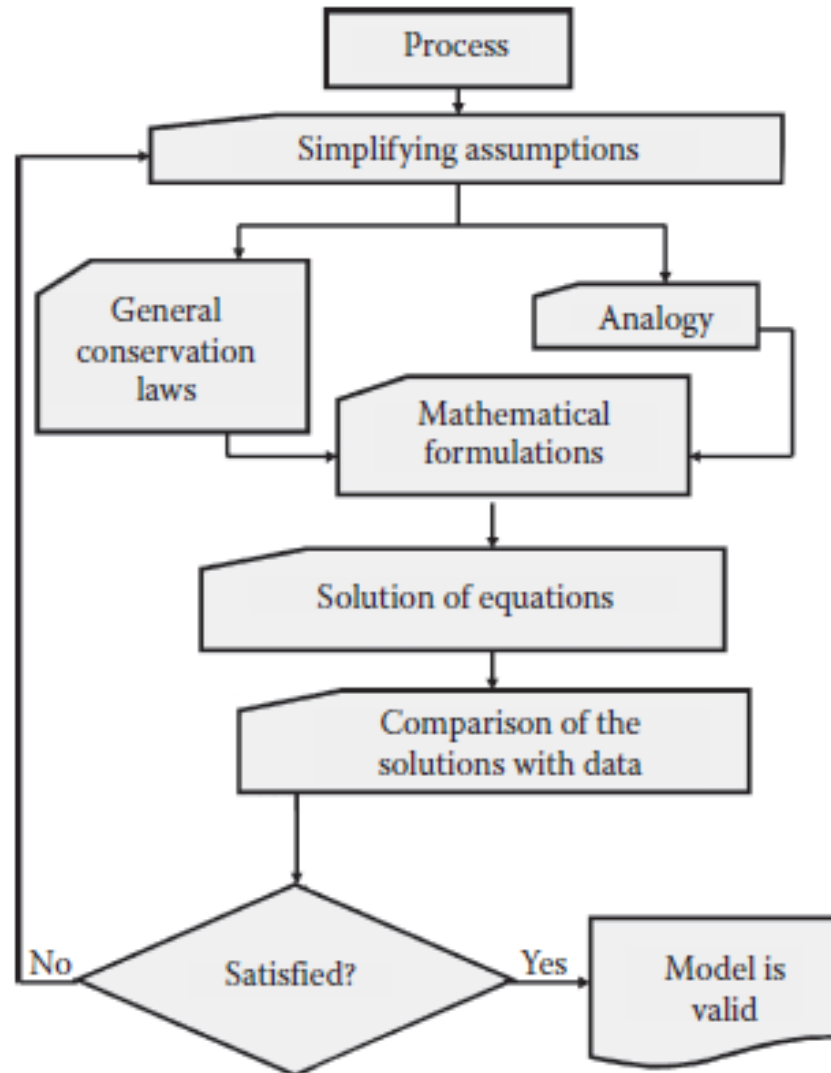 Process
Simplifying assumptions
General
conservation
laws
Analogy
Mathematical
formulations
Solution of equations
Comparison of the
solutions with data
No
Satisfied?
Yes
Model is
valid